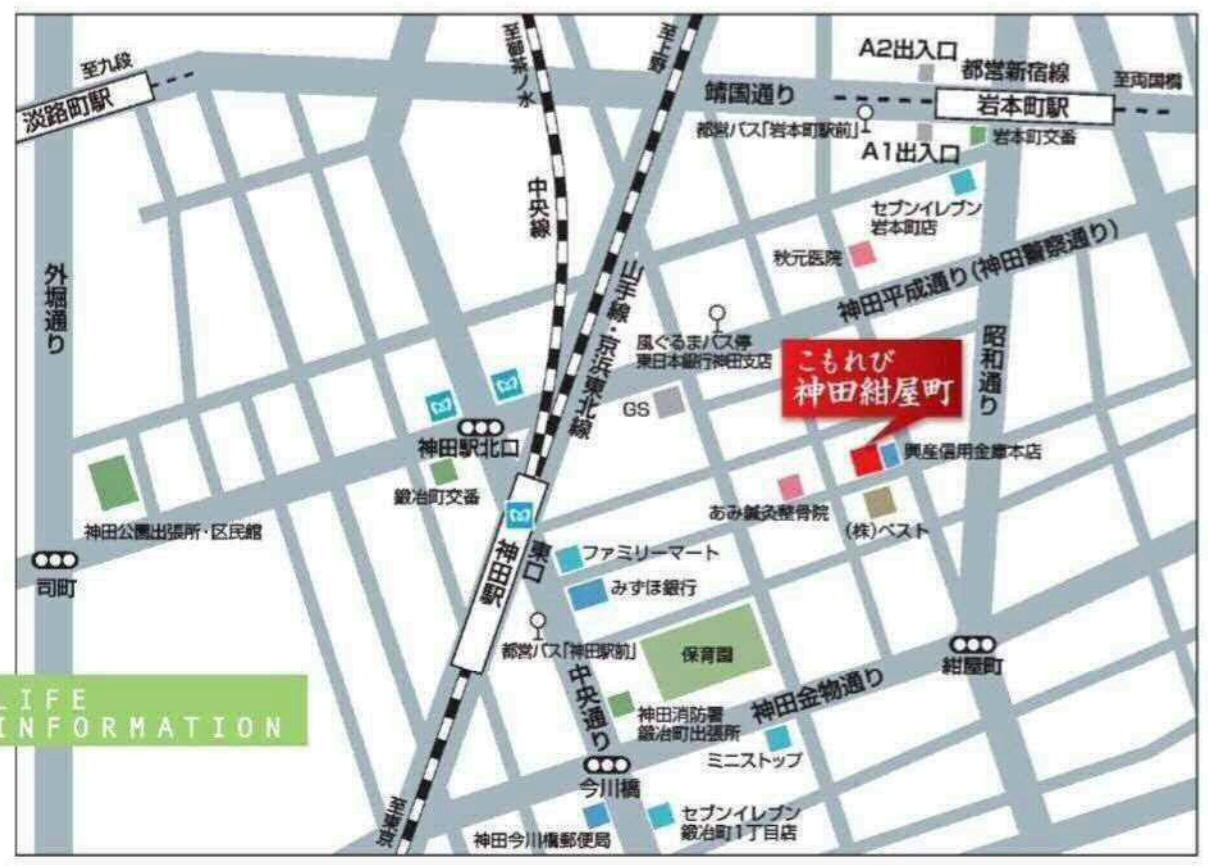 至九段
淡路町駅
至御茶ノ水
至上野
A2出入口
都営新宿線
至両国橋
靖国通り
岩本町駅
都営バス「岩本町駅前」
A1出入口
岩本町交番
セブンイレブン
岩本町店
中央線
秋元医院
神田平成通り(神田警察通り)
外堀通り
山手線・京浜東北線
風ぐるまバス停
東日本銀行神田支店
昭和通り
こもれび
神田紺屋町
GS
神田駅北口
興産信用金庫本店
鍛冶町交番
あみ鍼灸整骨院
(株)ベスト
神田公園出張所・区民館
司町
神田駅
東口
ファミリーマート
みずほ銀行
都営バス「神田駅前」
保育園
紺屋町
中央通り
神田金物通り
LIFE
INFORMATION
神田消防署
鍛冶町出張所
ミニストップ
今川橋
至東京
神田今川橋郵便局
セブンイレブン
鍛冶町1丁目店